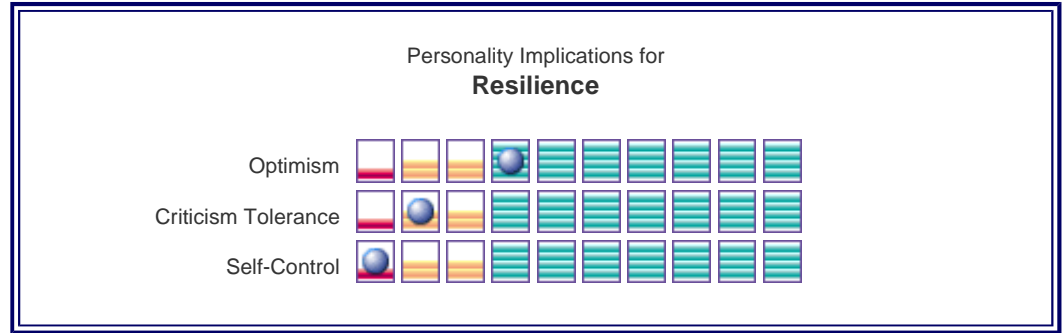 Personality Implications for
Resilience
Optimism
Criticism Tolerance
Self-Control